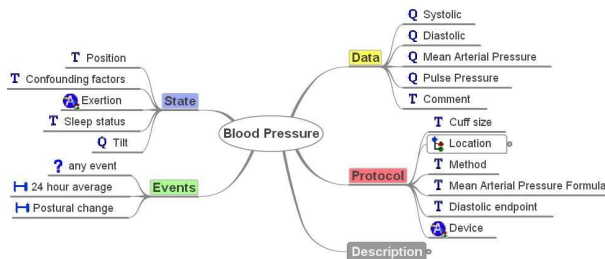 Blood Pressure
State
T Position
T Confounding factors
A Exertion
T Sleep status
Q Tilt
Events
? any event
24 hour average
Postural change
Data
Q Systolic
Q Diastolic
Q Mean Arterial Pressure
Q Pulse Pressure
T Comment
Protocol
T Cuff size
Location
T Method
T Mean Arterial Pressure Formula
T Diastolic endpoint
A Device
Description